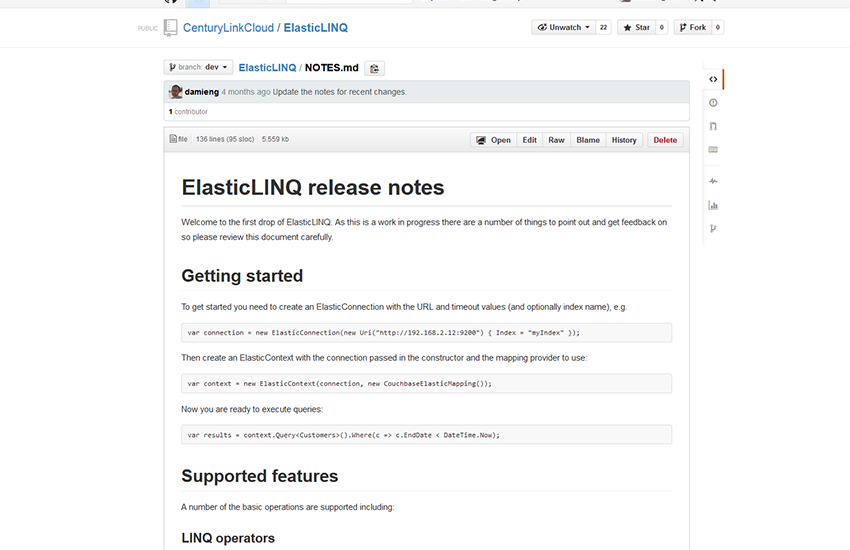 PUBLIC CenturyLinkCloud / ElasticLINQ Unwatch 22 Star 0 Fork 0
branch: dev ElasticLINQ / NOTES.md
damieng 4 months ago Update the notes for recent changes.
1 contributor
file 136 lines (95 sloc) 5.559 kb Open Edit Raw Blame History Delete
ElasticLINQ release notes
Welcome to the first drop of ElasticLINQ. As this is a work in progress there are a number of things to point out and get feedback on
so please review this document carefully.
Getting started
To get started you need to create an ElasticConnection with the URL and timeout values (and optionally index name), e.g.
var connection = new ElasticConnection(new Uri("http://192.168.2.12:9200") { Index = "myIndex" });
Then create an ElasticContext with the connection passed in the constructor and the mapping provider to use:
var context = new ElasticContext(connection, new CouchbaseElasticMapping());
Now you are ready to execute queries:
var results = context.Query<Customers>().Where(c => c.EndDate < DateTime.Now);
Supported features
A number of the basic operations are supported including:
LINQ operators